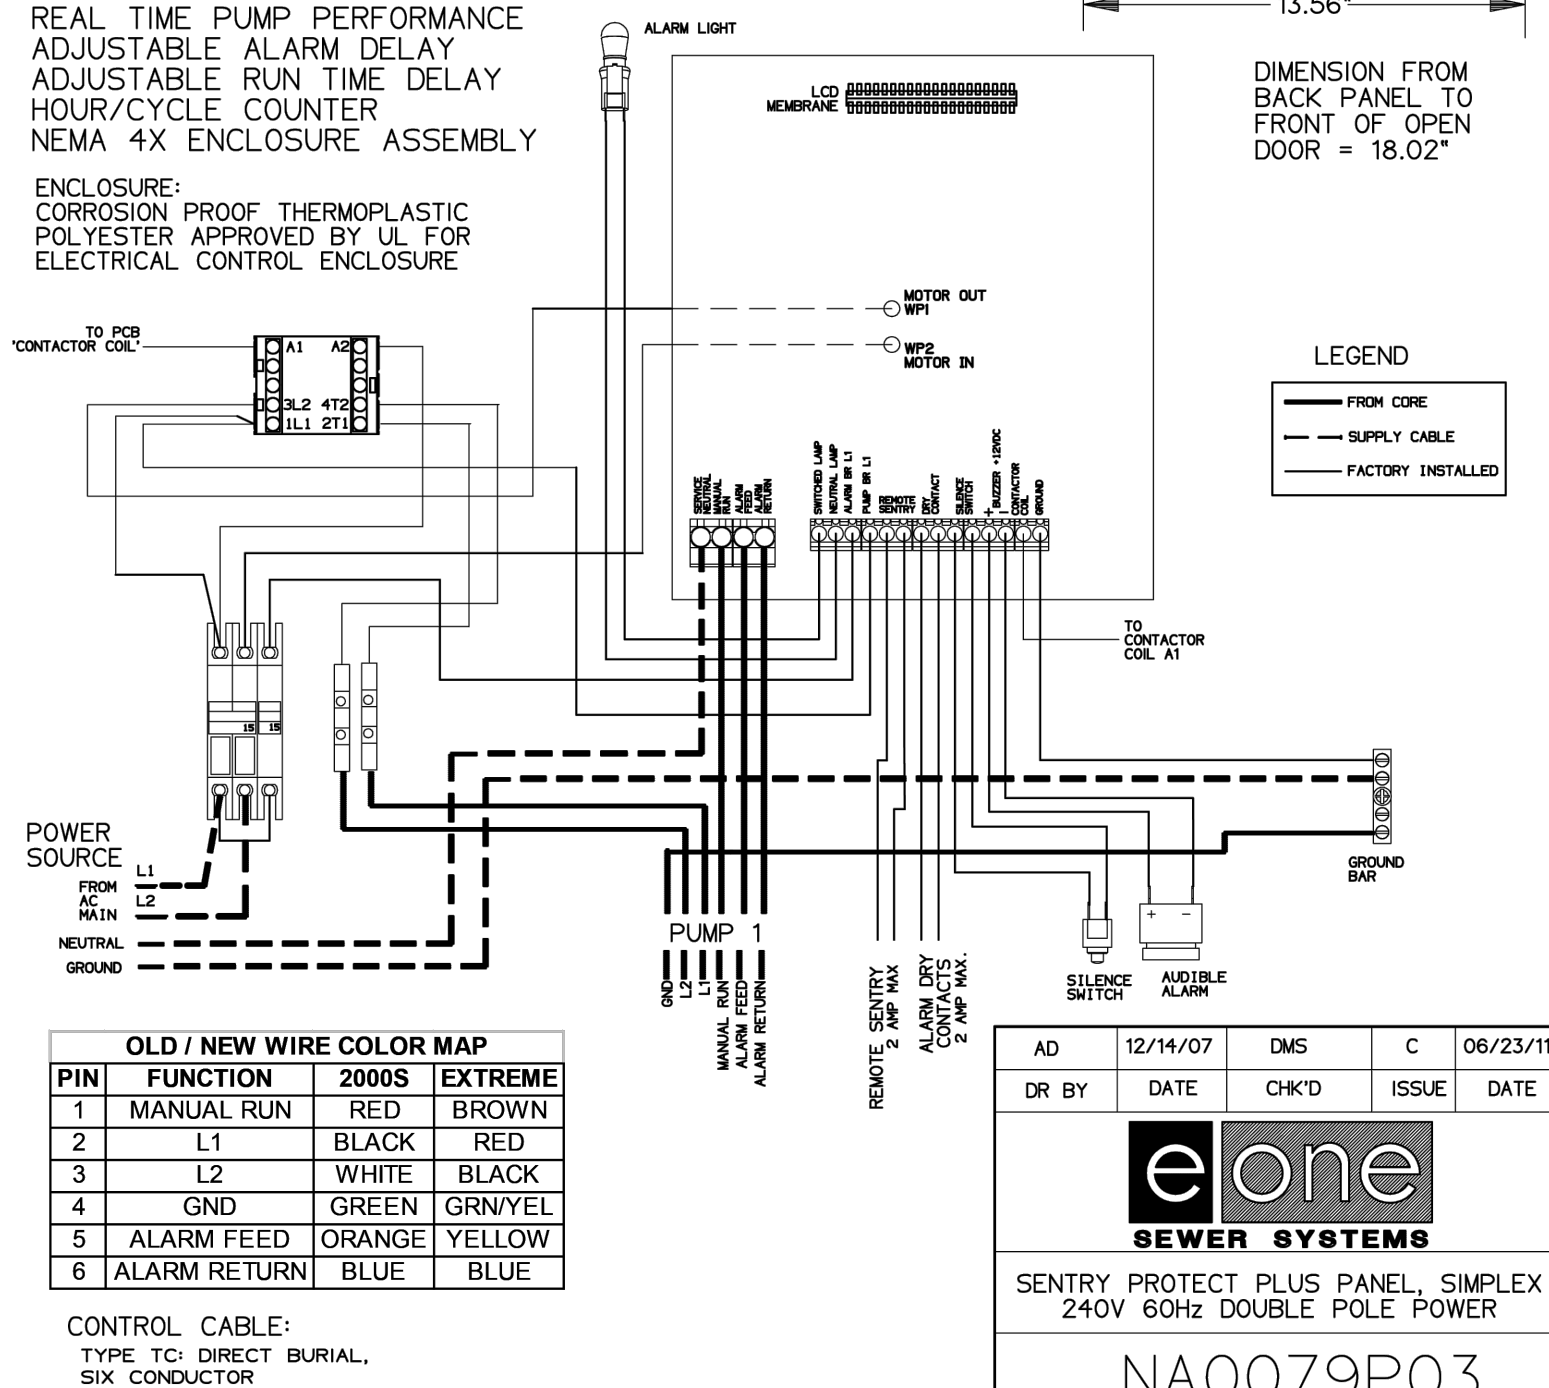 REAL TIME PUMP PERFORMANCE
ADJUSTABLE ALARM DELAY
ADJUSTABLE RUN TIME DELAY
HOUR/CYCLE COUNTER
NEMA 4X ENCLOSURE ASSEMBLY
ENCLOSURE:
CORROSION PROOF THERMOPLASTIC
POLYESTER APPROVED BY UL FOR
ELECTRICAL CONTROL ENCLOSURE
ALARM LIGHT
13.56"
DIMENSION FROM
BACK PANEL TO
FRONT OF OPEN
DOOR = 18.02"
LCD
MEMBRANE
MOTOR OUT
WP1
WP2
MOTOR IN
TO PCB
'CONTACTOR COIL'
A1 A2
3L2 4T2
1L1 2T1
LEGEND
FROM CORE
SUPPLY CABLE
FACTORY INSTALLED
SERVICE
NEUTRAL
MANUAL
RUN
ALARM
FEED
ALARM
RETURN
SWITCHED LAMP
NEUTRAL LAMP
ALARM BR L1
PUMP BR L1
REMOTE
SENTRY
DRY
CONTACT
SILENCE
SWITCH
+ BUZZER +12VDC
–
CONTACTOR
COIL
GROUND
TO
CONTACTOR
COIL A1
15 15
POWER
SOURCE
FROM
AC
MAIN
L1
L2
NEUTRAL
GROUND
PUMP 1
GND
L2
L1
MANUAL RUN
ALARM FEED
ALARM RETURN
REMOTE SENTRY
2 AMP MAX
ALARM DRY
CONTACTS
2 AMP MAX.
SILENCE
SWITCH
+ –
AUDIBLE
ALARM
GROUND
BAR
OLD / NEW WIRE COLOR MAP
PIN FUNCTION 2000S EXTREME
1 MANUAL RUN RED BROWN
2 L1 BLACK RED
3 L2 WHITE BLACK
4 GND GREEN GRN/YEL
5 ALARM FEED ORANGE YELLOW
6 ALARM RETURN BLUE BLUE
CONTROL CABLE:
TYPE TC: DIRECT BURIAL,
SIX CONDUCTOR
AD 12/14/07 DMS C 06/23/11
DR BY DATE CHK'D ISSUE DATE
eone
SEWER SYSTEMS
SENTRY PROTECT PLUS PANEL, SIMPLEX
240V 60Hz DOUBLE POLE POWER
NA0079P03